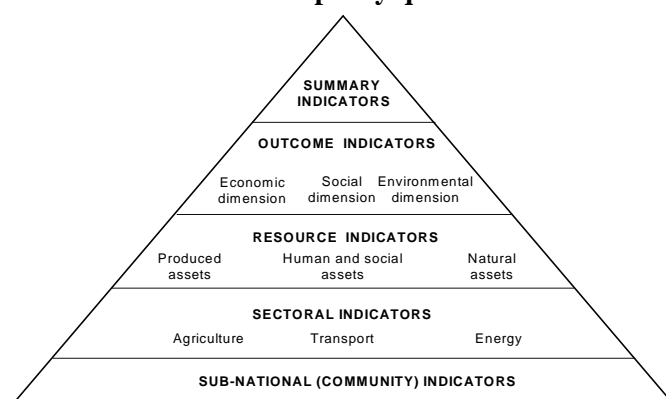 SUMMARY
INDICATORS
OUTCOME INDICATORS
Economic dimension
Social dimension
Environmental dimension
RESOURCE INDICATORS
Produced assets
Human and social assets
Natural assets
SECTORAL INDICATORS
Agriculture Transport Energy
SUB-NATIONAL (COMMUNITY) INDICATORS